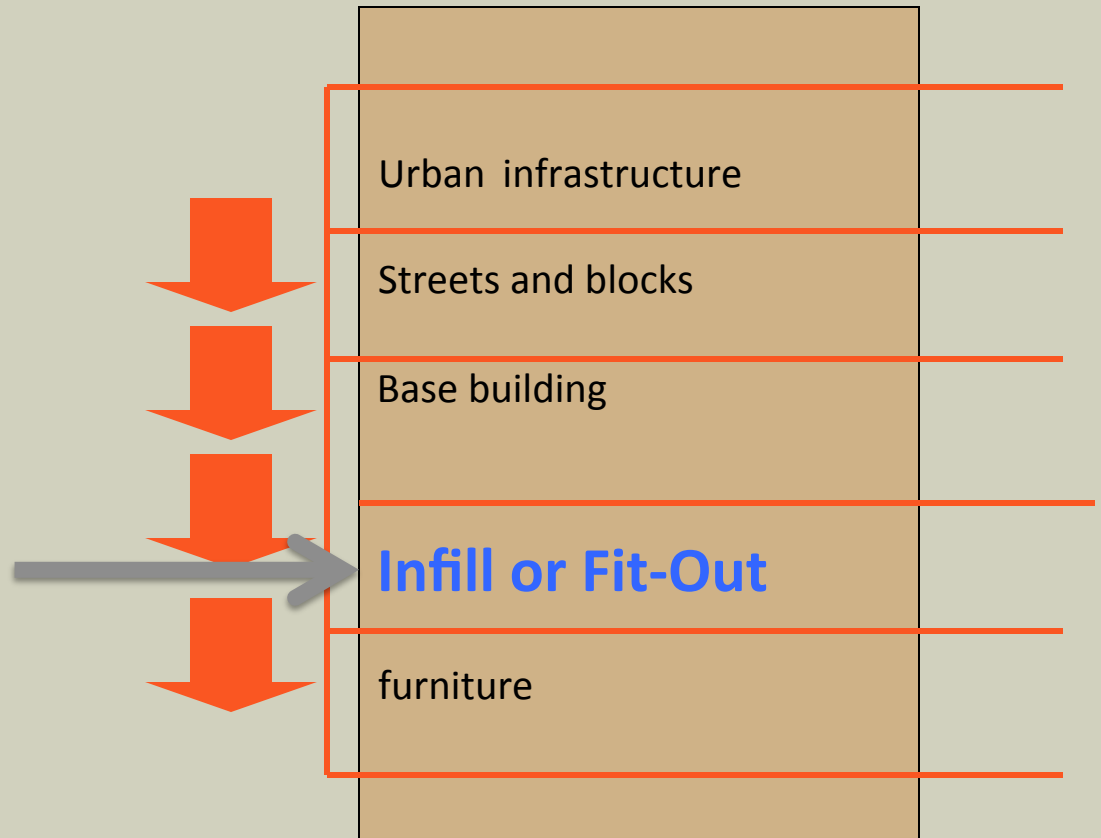 Urban infrastructure
Streets and blocks
Base building
Infill or Fit-Out
furniture